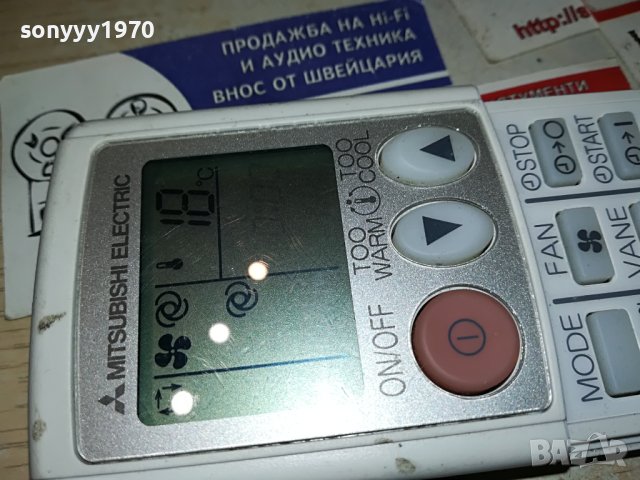 sonyyy1970
ПРОДАЖБА НА Hi-Fi
И АУДИО ТЕХНИКА
ВНОС ОТ ШВЕЙЦАРИЯ
http://s
MITSUBISHI ELECTRIC
18°C
TOO
COOL
TOO
WARM
ON/OFF
STOP
START
FAN
VANE
MODE
BAZAR